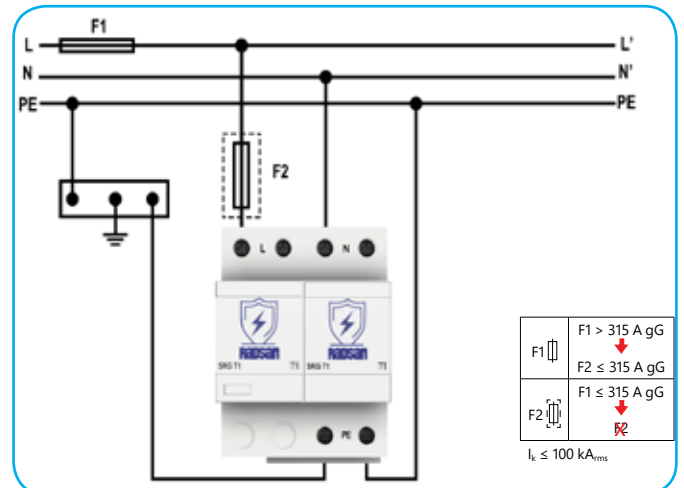 F1
L L'
N N'
PE PE
F2
L N
RADSAN RADSAN
SRG T1 T1 SRG T1 T1
PE
F1 F1 > 315 A gG
F2 ≤ 315 A gG
F2 F1 ≤ 315 A gG
F2
Ik ≤ 100 kArms